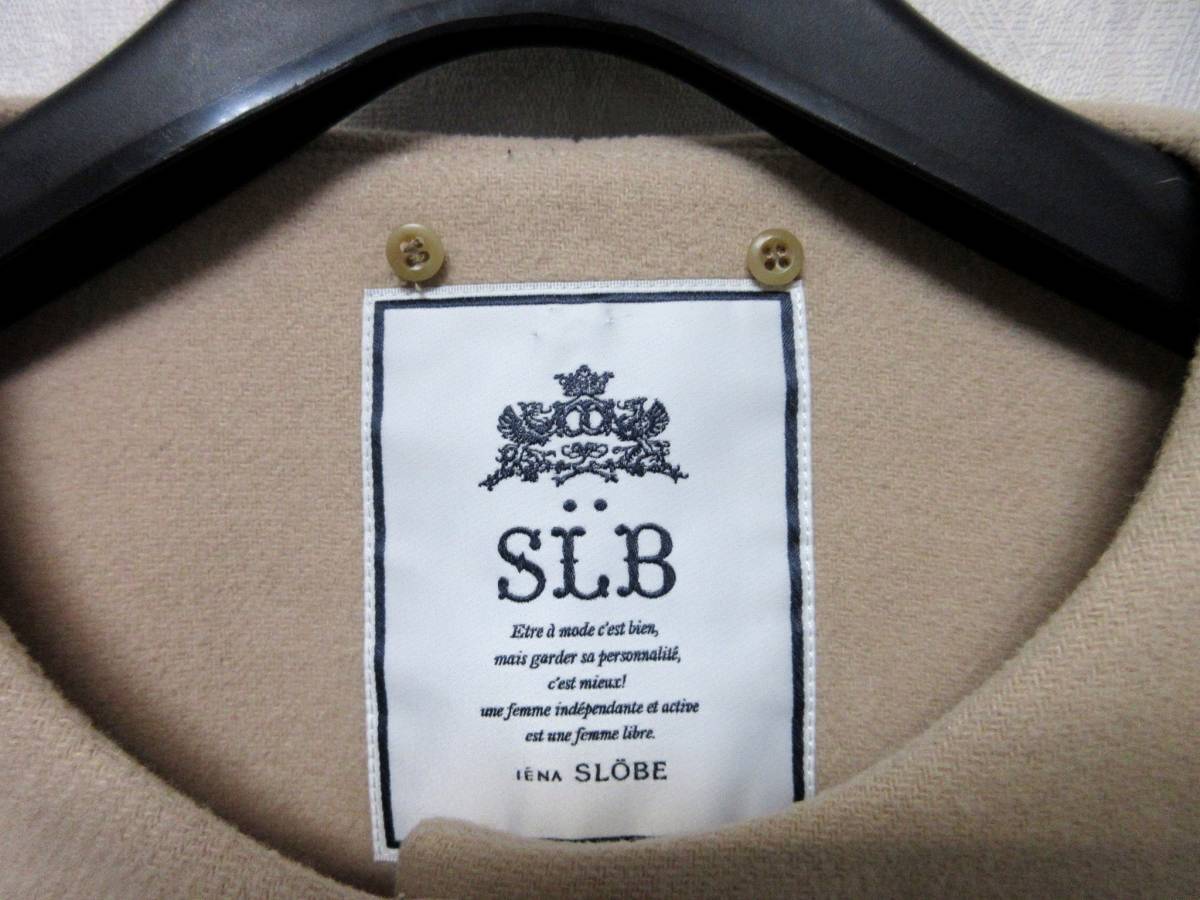 SL̈B
Etre à mode c'est bien,
mais garder sa personnalité,
c'est mieux!
une femme indépendante et active
est une femme libre.
IÉNA SLÖBE